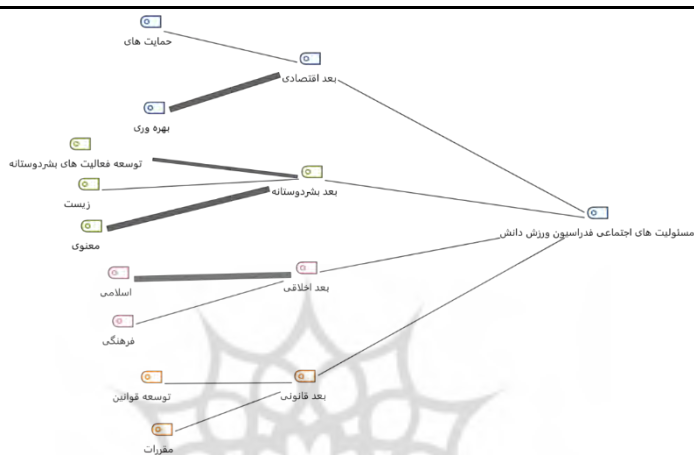 حمایت های
بعد اقتصادی
بهره وری
توسعه فعالیت های بشردوستانه
بعد بشردوستانه
زیست
معنوی
مسئولیت های اجتماعی فدراسیون ورزش دانش
اسلامی
بعد اخلاقی
فرهنگی
توسعه قوانین
بعد قانونی
مقررات